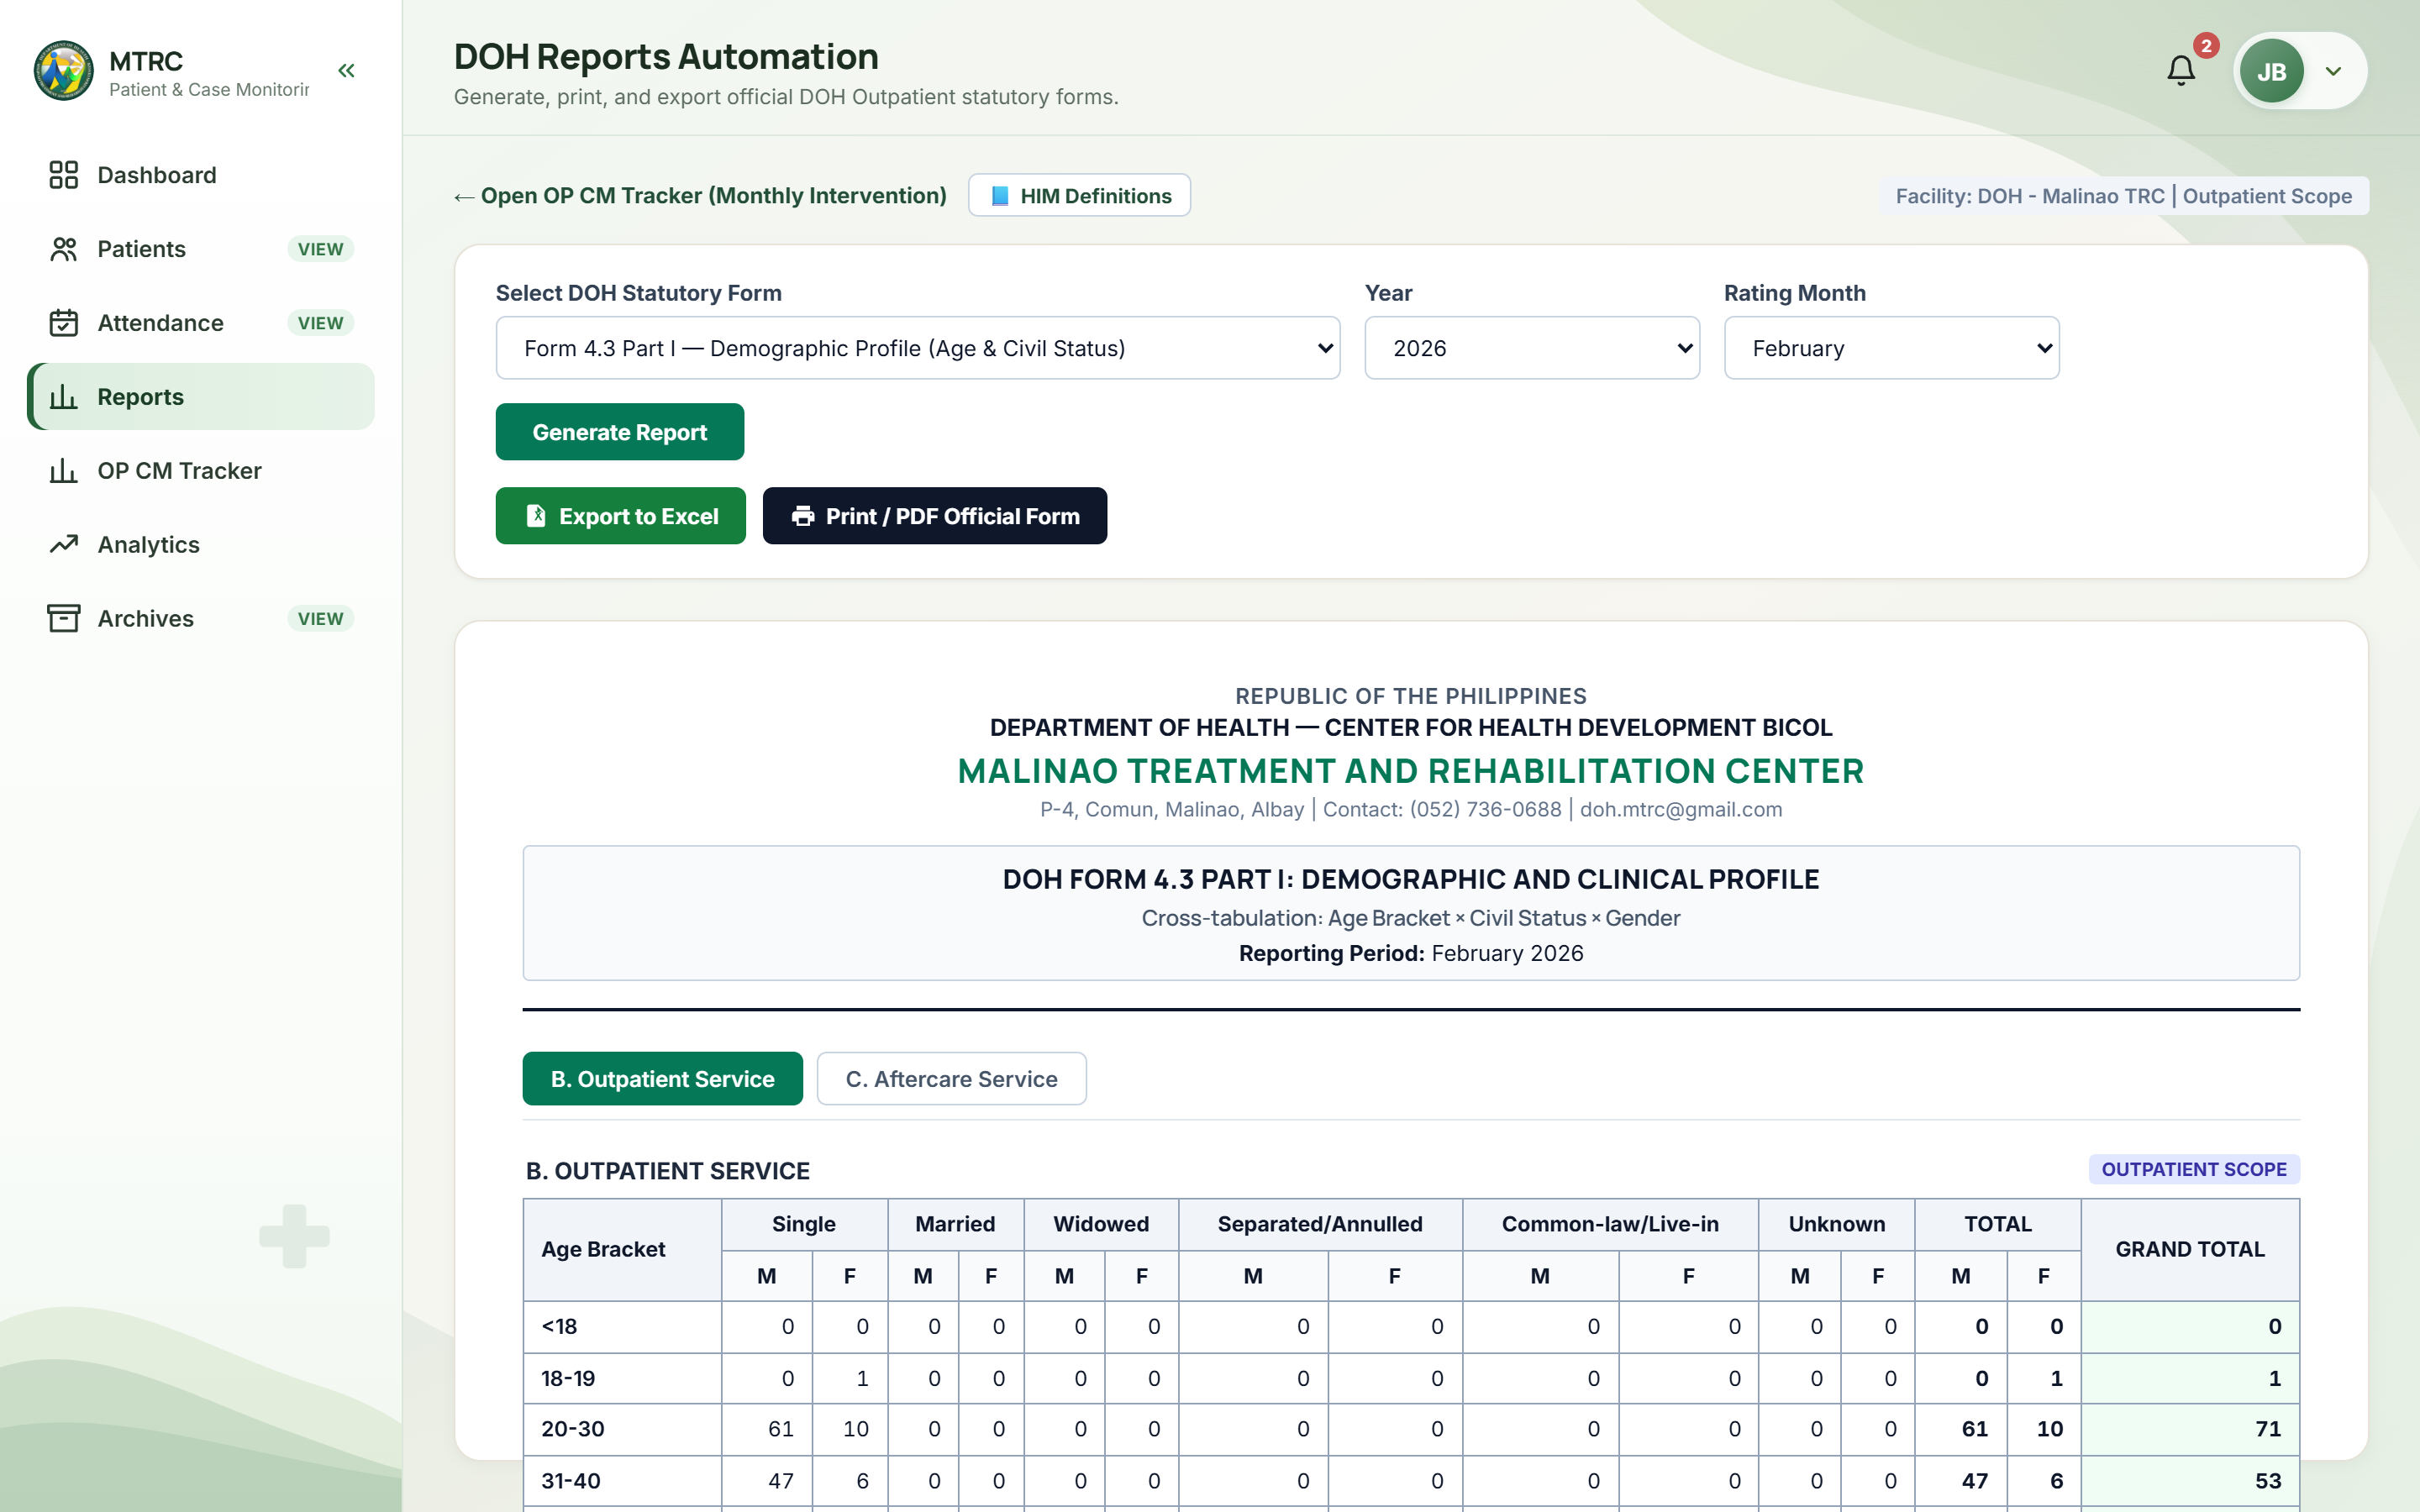 MTRC
Patient & Case Monitorir
Dashboard
Patients VIEW
Attendance VIEW
Reports
OP CM Tracker
Analytics
Archives VIEW
DOH Reports Automation
Generate, print, and export official DOH Outpatient statutory forms.
2
JB
← Open OP CM Tracker (Monthly Intervention)
HIM Definitions
Facility: DOH - Malinao TRC | Outpatient Scope
Select DOH Statutory Form Year Rating Month
Form 4.3 Part I — Demographic Profile (Age & Civil Status) 2026 February
Generate Report
Export to Excel Print / PDF Official Form
REPUBLIC OF THE PHILIPPINES
DEPARTMENT OF HEALTH — CENTER FOR HEALTH DEVELOPMENT BICOL
MALINAO TREATMENT AND REHABILITATION CENTER
P-4, Comun, Malinao, Albay | Contact: (052) 736-0688 | doh.mtrc@gmail.com
DOH FORM 4.3 PART I: DEMOGRAPHIC AND CLINICAL PROFILE
Cross-tabulation: Age Bracket × Civil Status × Gender
Reporting Period: February 2026
B. Outpatient Service C. Aftercare Service
B. OUTPATIENT SERVICE OUTPATIENT SCOPE
Age Bracket Single Married Widowed Separated/Annulled Common-law/Live-in Unknown TOTAL GRAND TOTAL
M F M F M F M F M F M F M F
<18 0 0 0 0 0 0 0 0 0 0 0 0 0 0 0
18-19 0 1 0 0 0 0 0 0 0 0 0 0 0 1 1
20-30 61 10 0 0 0 0 0 0 0 0 0 0 61 10 71
31-40 47 6 0 0 0 0 0 0 0 0 0 0 47 6 53